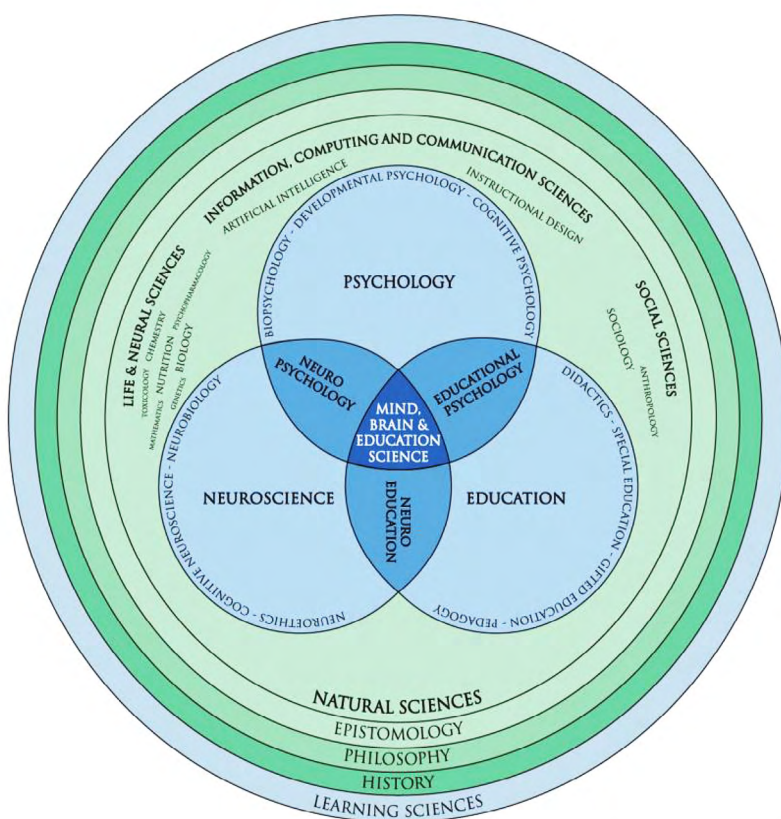 INFORMATION, COMPUTING AND COMMUNICATION SCIENCES
ARTIFICIAL INTELLIGENCE
INSTRUCTIONAL DESIGN
BIOPSYCHOLOGY - DEVELOPMENTAL PSYCHOLOGY - COGNITIVE PSYCHOLOGY
PSYCHOLOGY
LIFE & NEURAL SCIENCES
TOXICOLOGY
CHEMISTRY
MATHEMATICS
NUTRITION
PSYCHOPHARMACOLOGY
GENETICS
BIOLOGY
SOCIAL SCIENCES
SOCIOLOGY
ANTHROPOLOGY
NEURO
PSYCHOLOGY
EDUCATIONAL
PSYCHOLOGY
MIND,
BRAIN &
EDUCATION
SCIENCE
NEUROETHICS - COGNITIVE NEUROSCIENCE - NEUROBIOLOGY
NEUROSCIENCE
NEURO
EDUCATION
EDUCATION
DIDACTICS - SPECIAL EDUCATION - GIFTED EDUCATION - PEDAGOGY
NATURAL SCIENCES
EPISTOMOLOGY
PHILOSOPHY
HISTORY
LEARNING SCIENCES